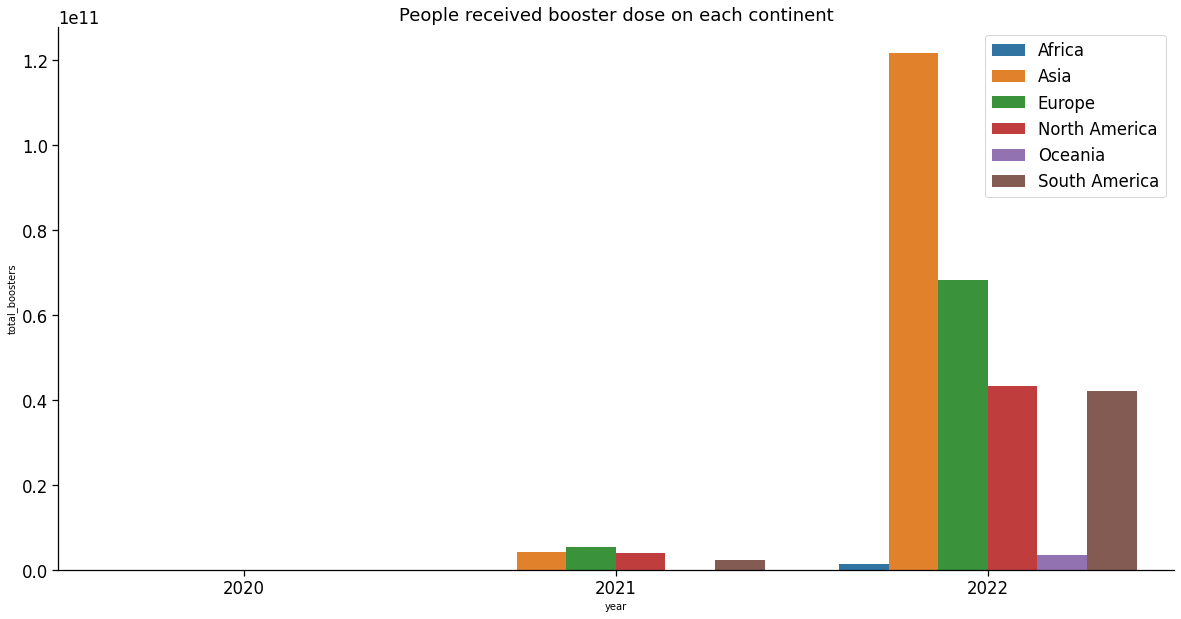 People received booster dose on each continent
1e11
1.2
1.0
0.8
0.6
0.4
0.2
0.0
total_boosters
2020
2021
2022
year
Africa
Asia
Europe
North America
Oceania
South America